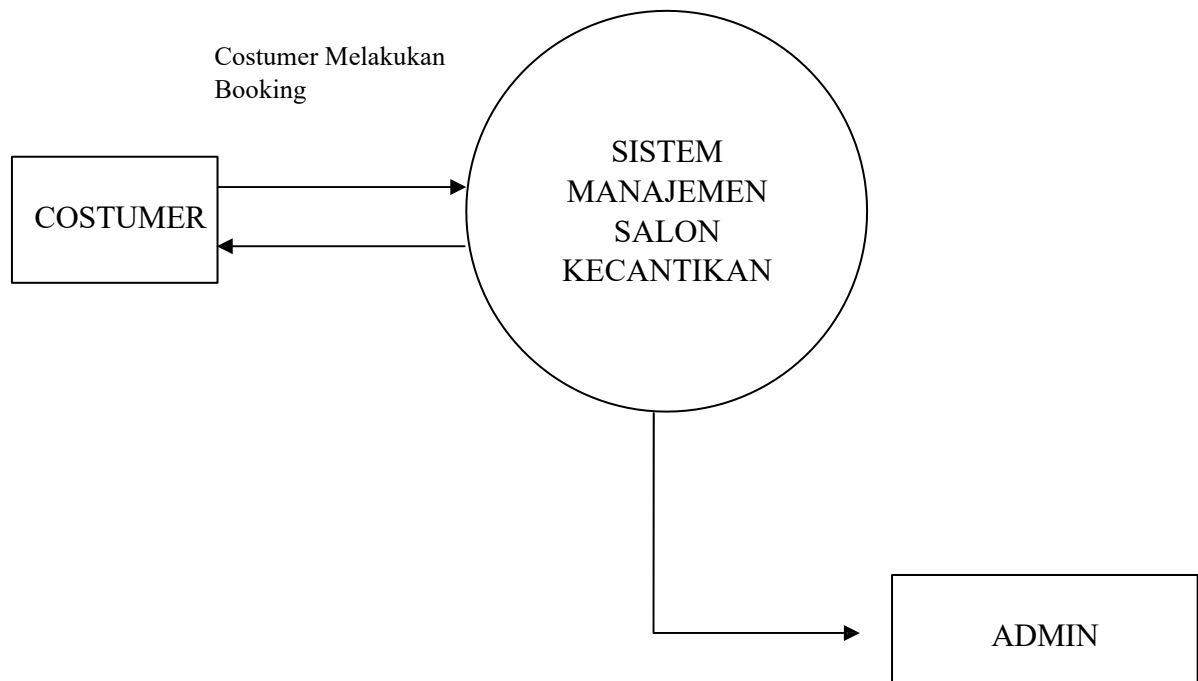 Costumer Melakukan
Booking
COSTUMER
SISTEM
MANAJEMEN
SALON
KECANTIKAN
ADMIN